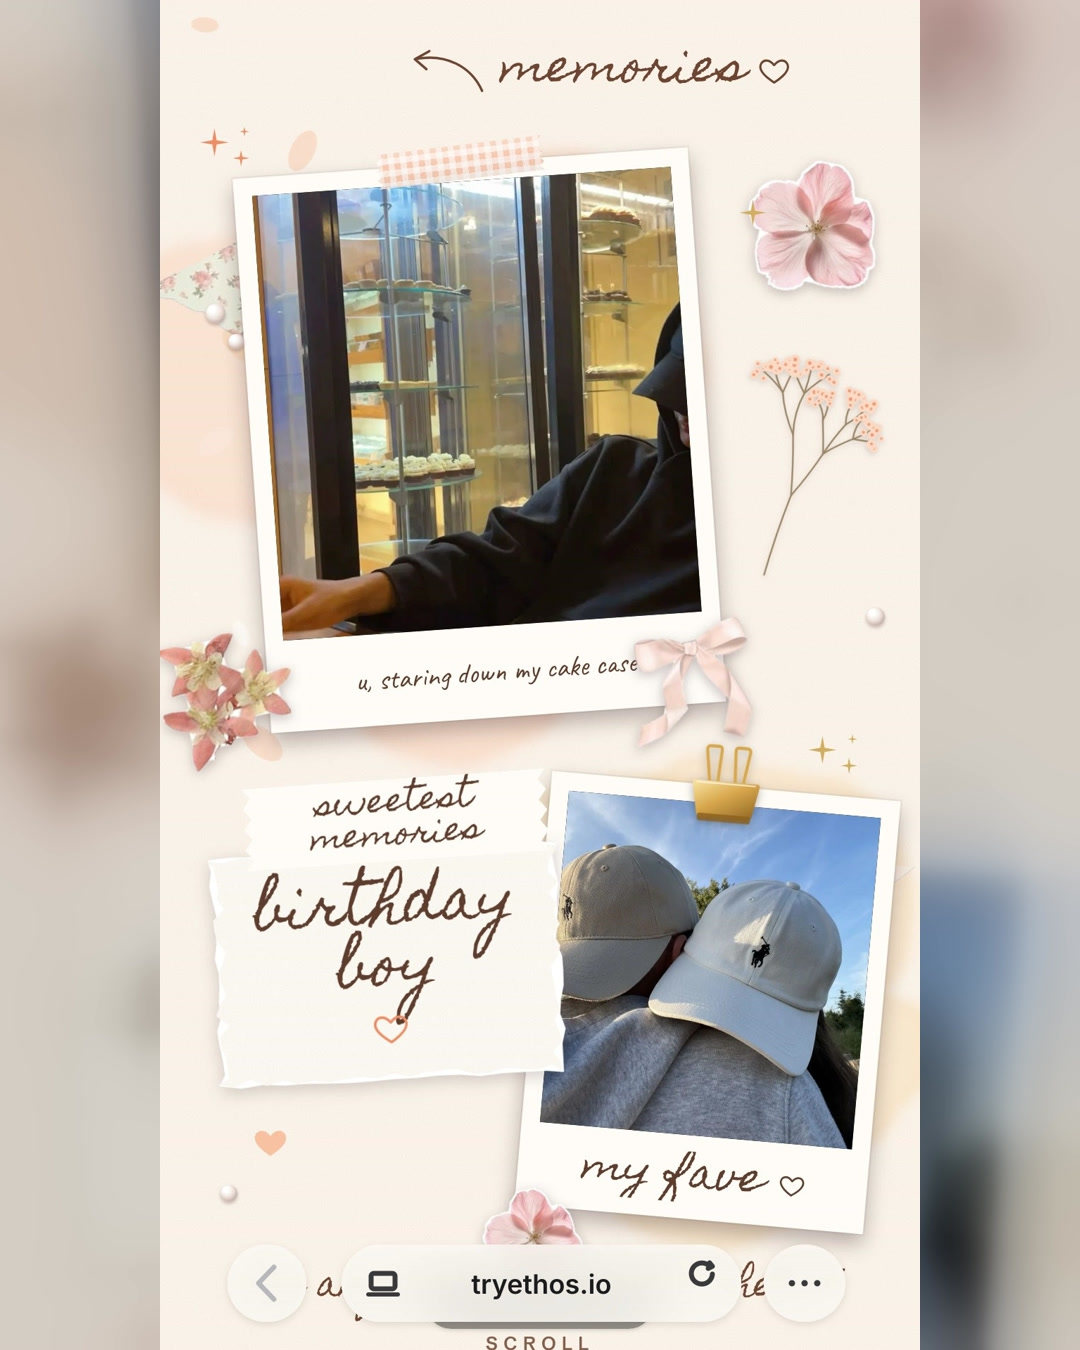 memories
u, staring down my cake case
sweetest
memories
birthday
boy
my fave
tryethos.io
SCROLL